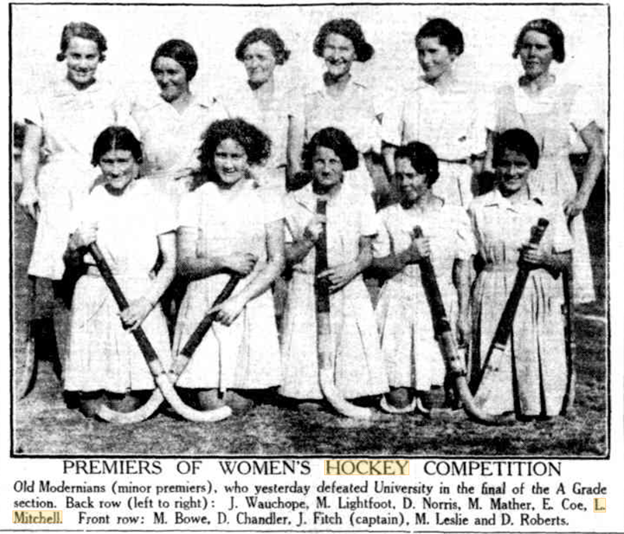 PREMIERS OF WOMEN'S HOCKEY COMPETITION
Old Modernians (minor premiers), who yesterday defeated University in the final of the A Grade
section. Back row (left to right): J. Wauchope, M. Lightfoot, D. Norris, M. Mather, E. Coe, L.
Mitchell. Front row: M. Bowe, D. Chandler, J. Fitch (captain), M. Leslie and D. Roberts.